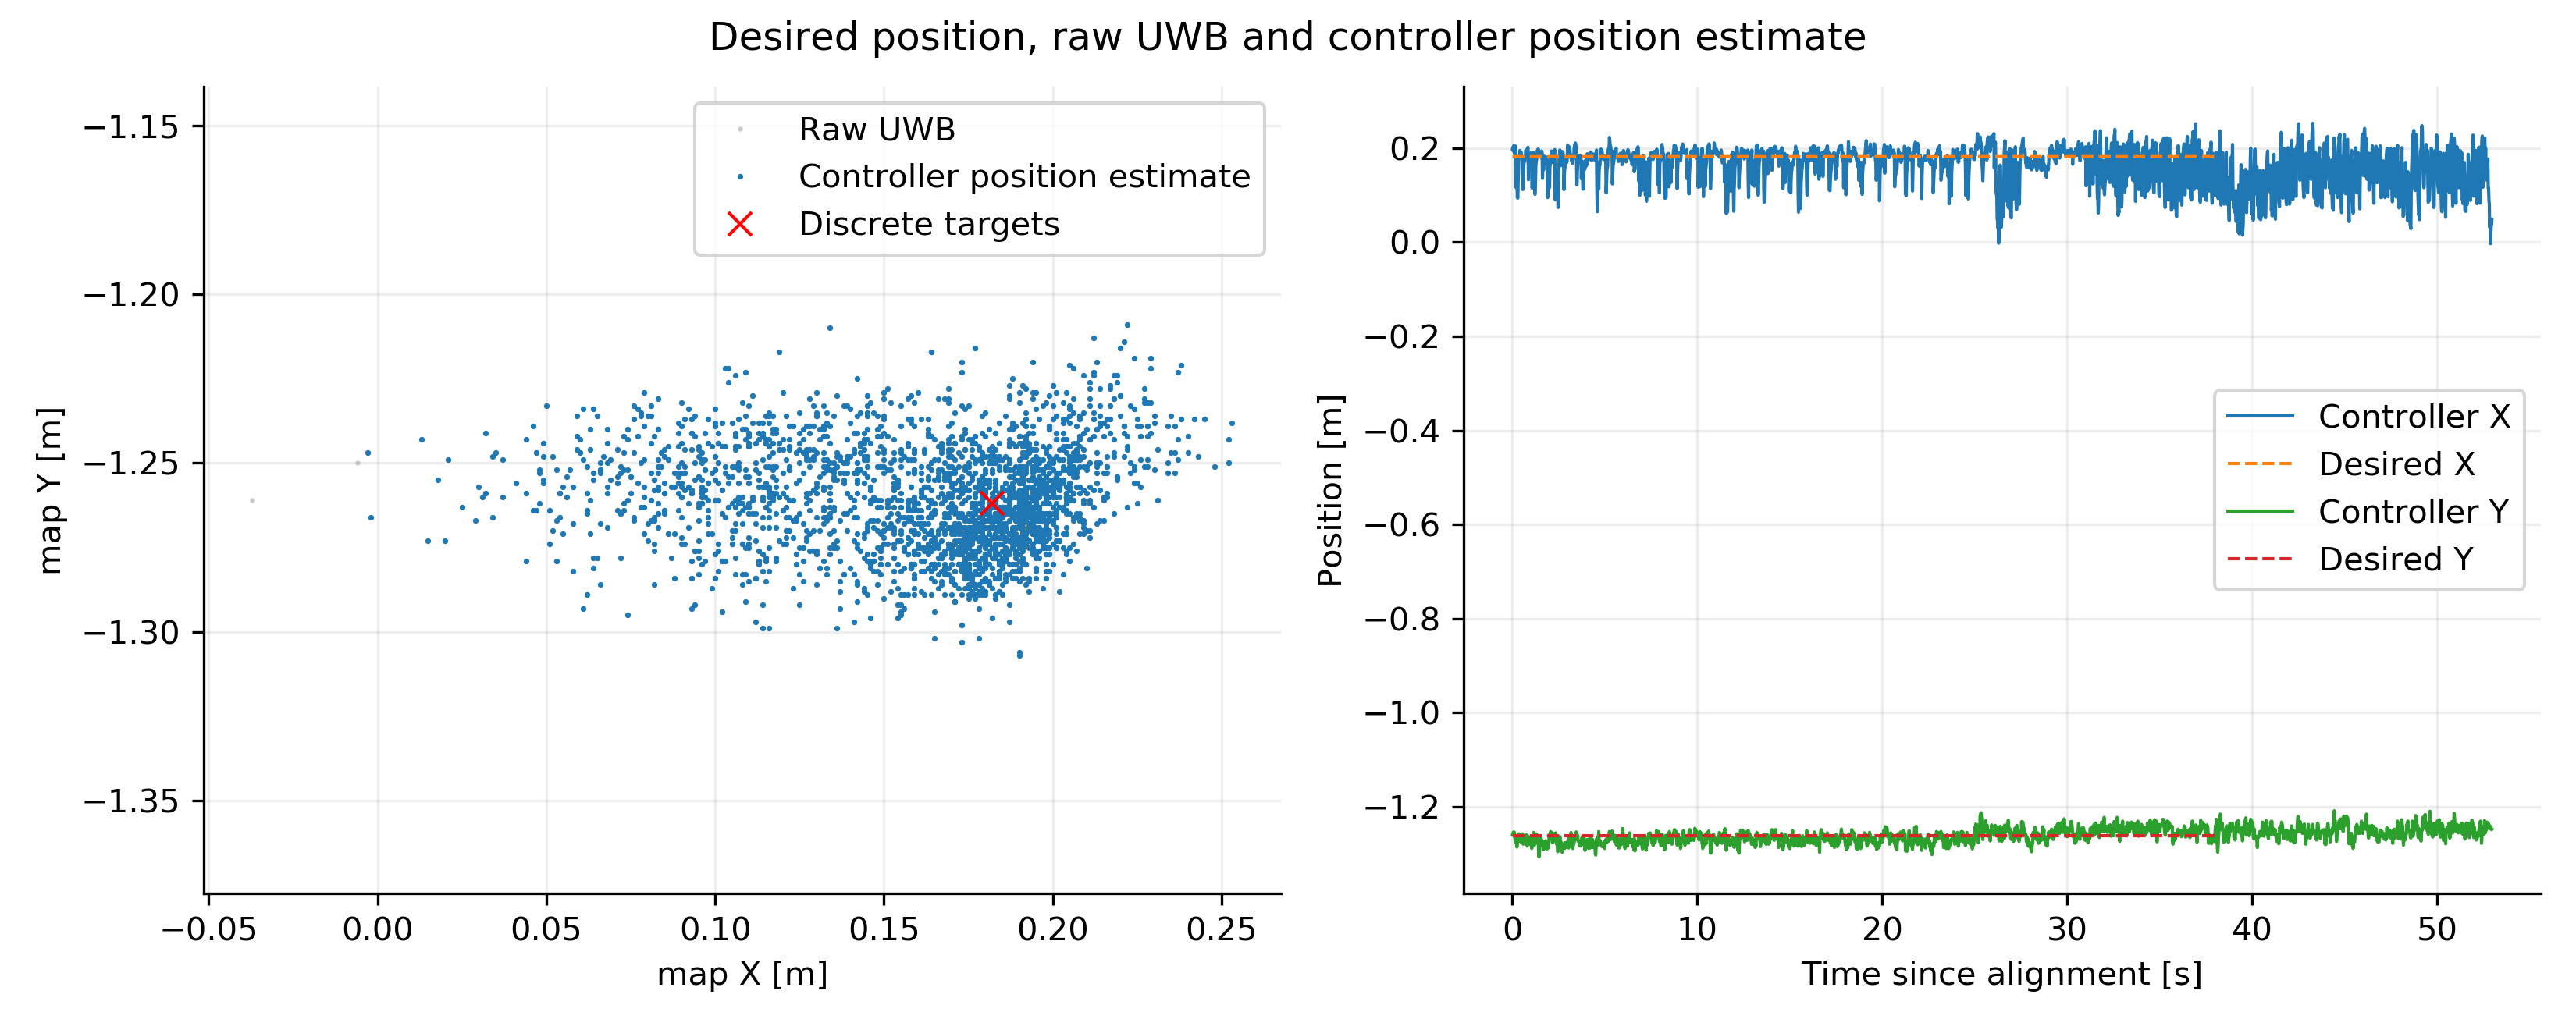 Desired position, raw UWB and controller position estimate
−1.15
−1.20
−1.25
−1.30
−1.35
map Y [m]
Raw UWB
Controller position estimate
Discrete targets
−0.05
0.00
0.05
0.10
0.15
0.20
0.25
map X [m]
0.2
0.0
−0.2
−0.4
−0.6
−0.8
−1.0
−1.2
Position [m]
Controller X
Desired X
Controller Y
Desired Y
0
10
20
30
40
50
Time since alignment [s]